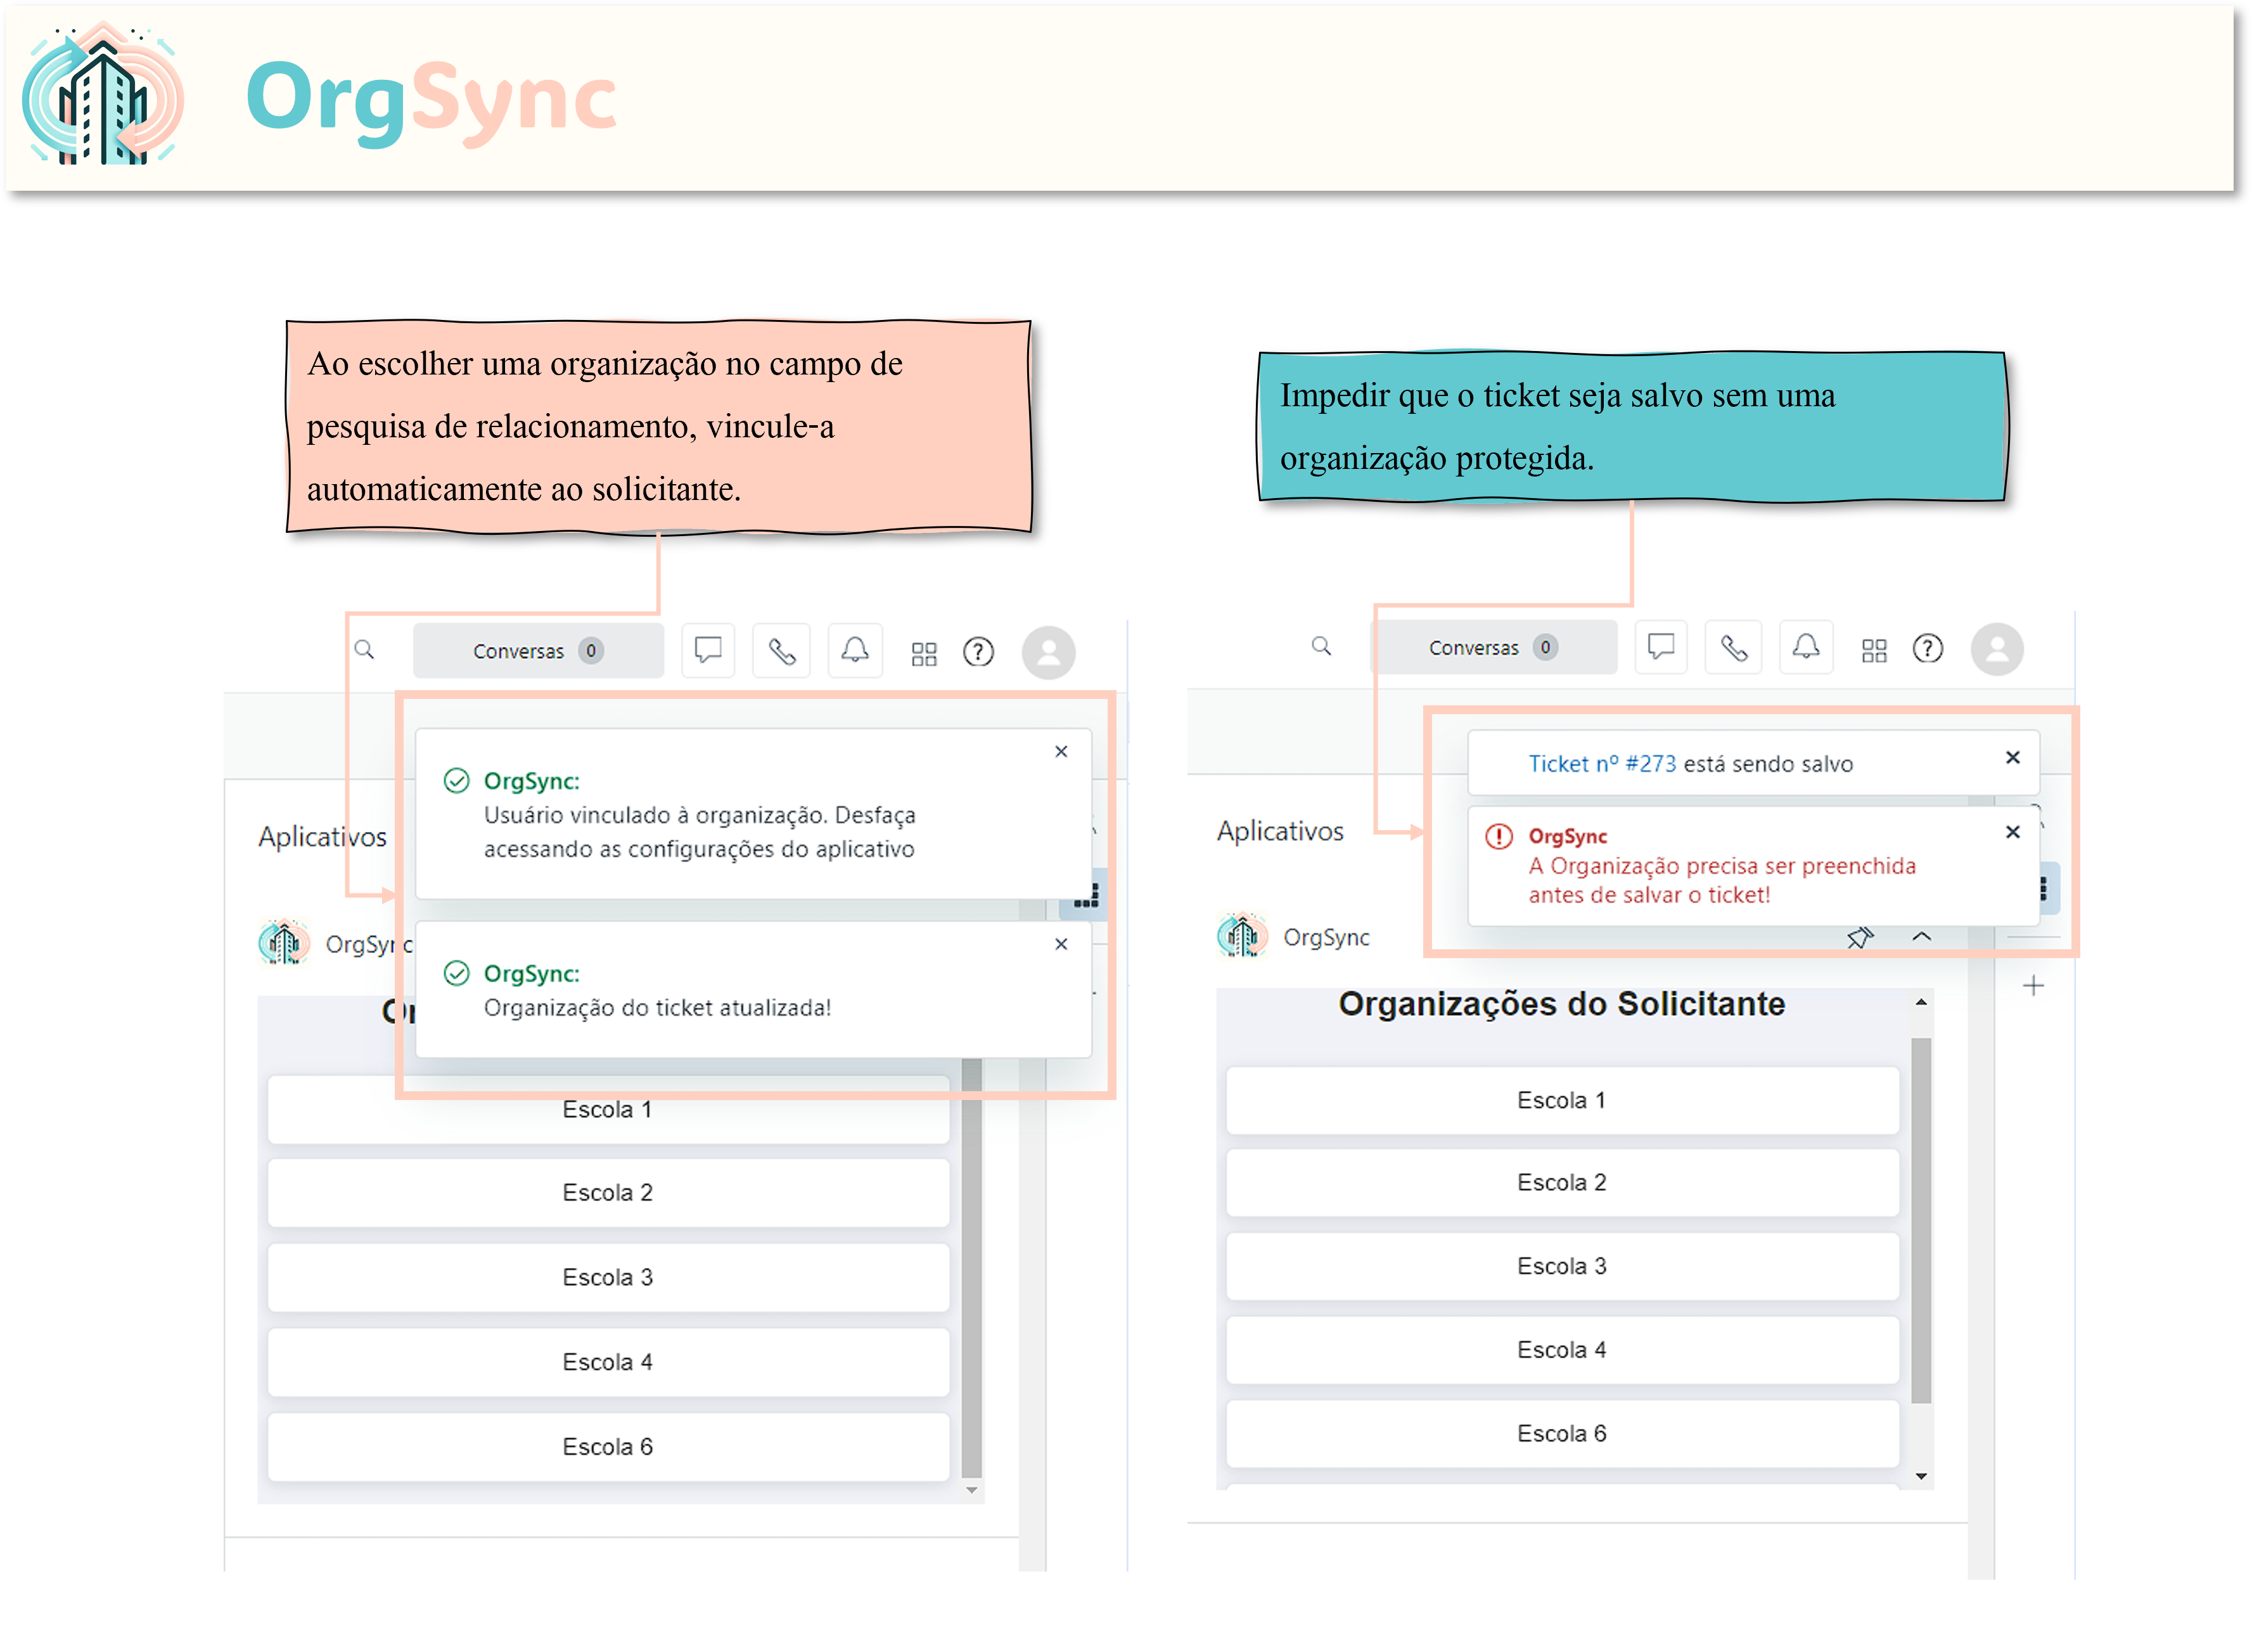 OrgSync
Ao escolher uma organização no campo de
pesquisa de relacionamento, vincule-a
automaticamente ao solicitante.
Conversas 0
OrgSync:
Usuário vinculado à organização. Desfaça
acessando as configurações do aplicativo
Aplicativos
OrgSync
OrgSync:
Organização do ticket atualizada!
Escola 1
Escola 2
Escola 3
Escola 4
Escola 6
Impedir que o ticket seja salvo sem uma
organização protegida.
Conversas 0
Ticket nº #273 está sendo salvo
Aplicativos
OrgSync
A Organização precisa ser preenchida
antes de salvar o ticket!
OrgSync
Organizações do Solicitante
Escola 1
Escola 2
Escola 3
Escola 4
Escola 6